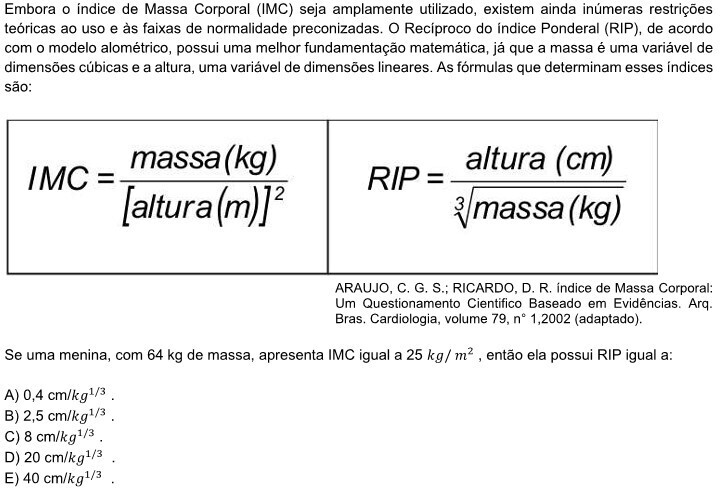 Embora o índice de Massa Corporal (IMC) seja amplamente utilizado, existem ainda inúmeras restrições
teóricas ao uso e às faixas de normalidade preconizadas. O Recíproco do índice Ponderal (RIP), de acordo
com o modelo alométrico, possui uma melhor fundamentação matemática, já que a massa é uma variável de
dimensões cúbicas e a altura, uma variável de dimensões lineares. As fórmulas que determinam esses índices
são:
IMC = massa(kg) / [altura(m)]²
RIP = altura (cm) / ∛massa(kg)
ARAUJO, C. G. S.; RICARDO, D. R. índice de Massa Corporal:
Um Questionamento Cientifico Baseado em Evidências. Arq.
Bras. Cardiologia, volume 79, n° 1,2002 (adaptado).
Se uma menina, com 64 kg de massa, apresenta IMC igual a 25 kg/ m² , então ela possui RIP igual a:
A) 0,4 cm/kg^1/3 .
B) 2,5 cm/kg^1/3 .
C) 8 cm/kg^1/3 .
D) 20 cm/kg^1/3 .
E) 40 cm/kg^1/3 .